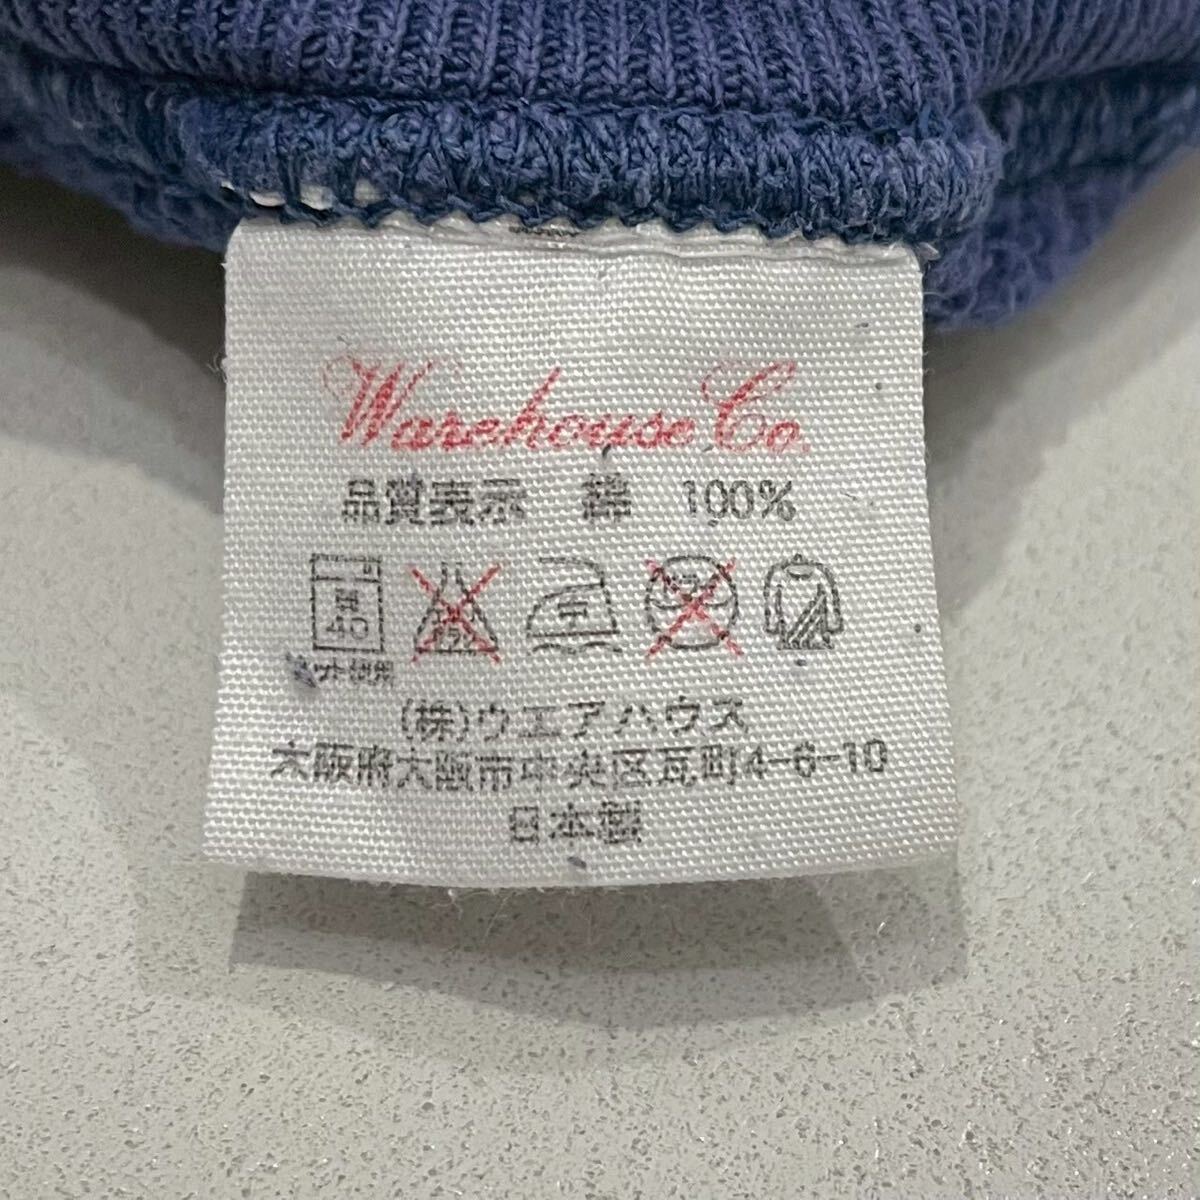 Warehouse Co.
品質表示 綿 100%
弱
40
中
(株)ウエアハウス
大阪府大阪市中央区瓦町4-6-10
日本製